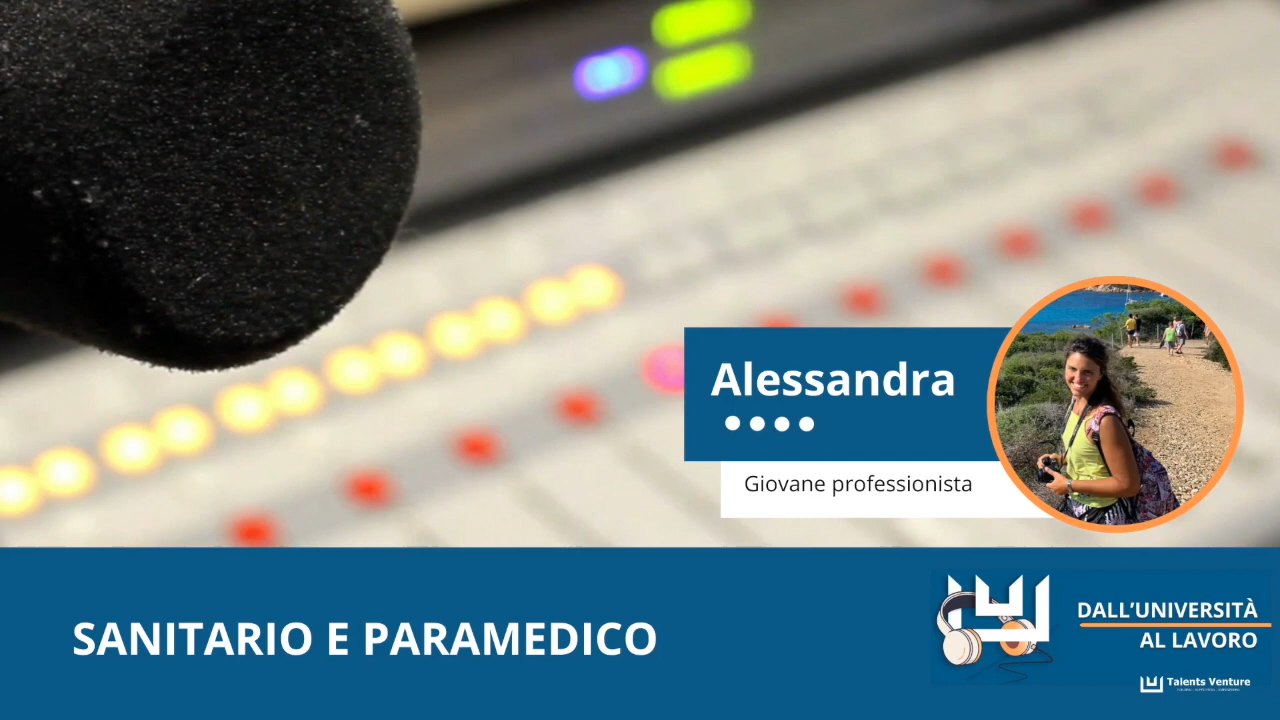 Alessandra
Giovane professionista
SANITARIO E PARAMEDICO
DALL'UNIVERSITÀ
AL LAVORO
Talents Venture